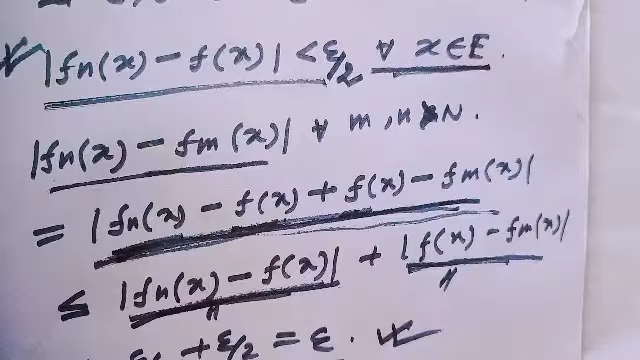 |fn(x) - f(x)| < ε/2 ∀ x ∈ E.
|fn(x) - fm(x)| ∀ m, n > N.
= |fn(x) - f(x) + f(x) - fm(x)|
≤ |fn(x) - f(x)| + |f(x) - fm(x)|
+ ε/2 = ε.